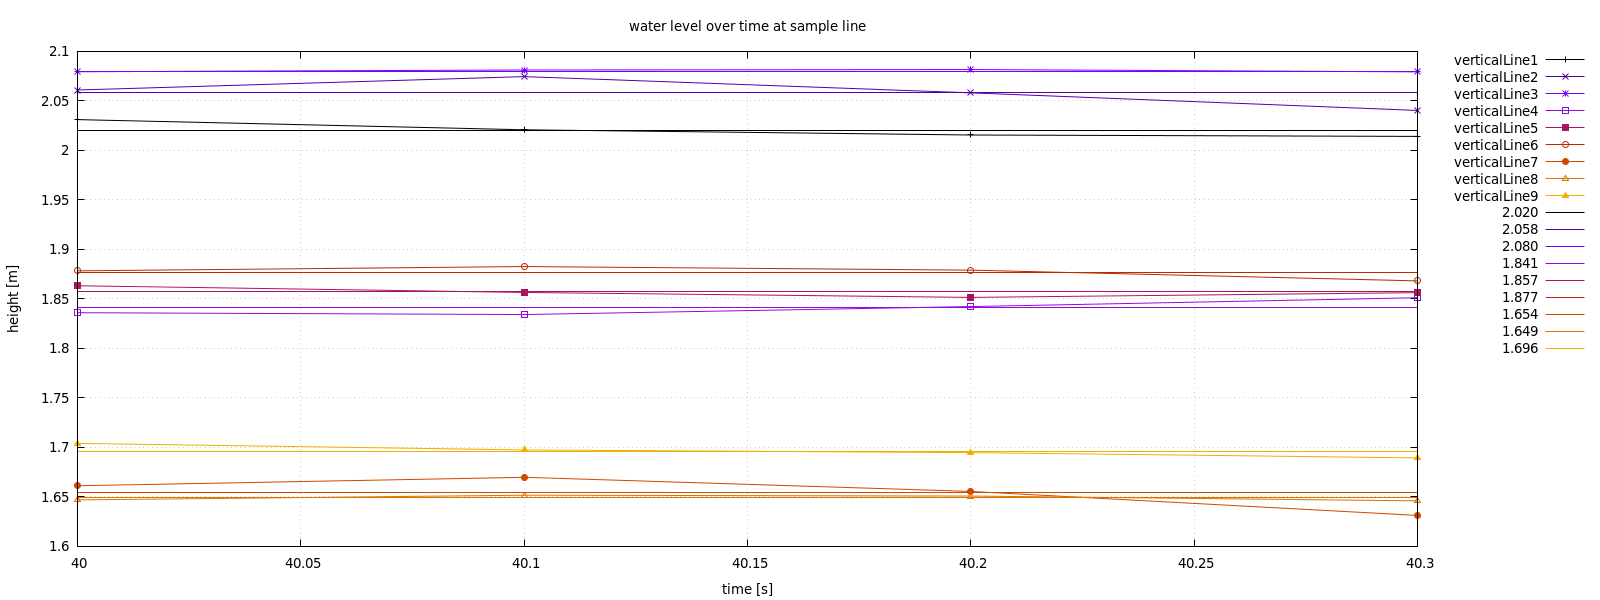 water level over time at sample line
2.1
2.05
2
1.95
1.9
1.85
1.8
1.75
1.7
1.65
1.6
height [m]
40
40.05
40.1
40.15
40.2
40.25
40.3
time [s]
verticalLine1
verticalLine2
verticalLine3
verticalLine4
verticalLine5
verticalLine6
verticalLine7
verticalLine8
verticalLine9
2.020
2.058
2.080
1.841
1.857
1.877
1.654
1.649
1.696